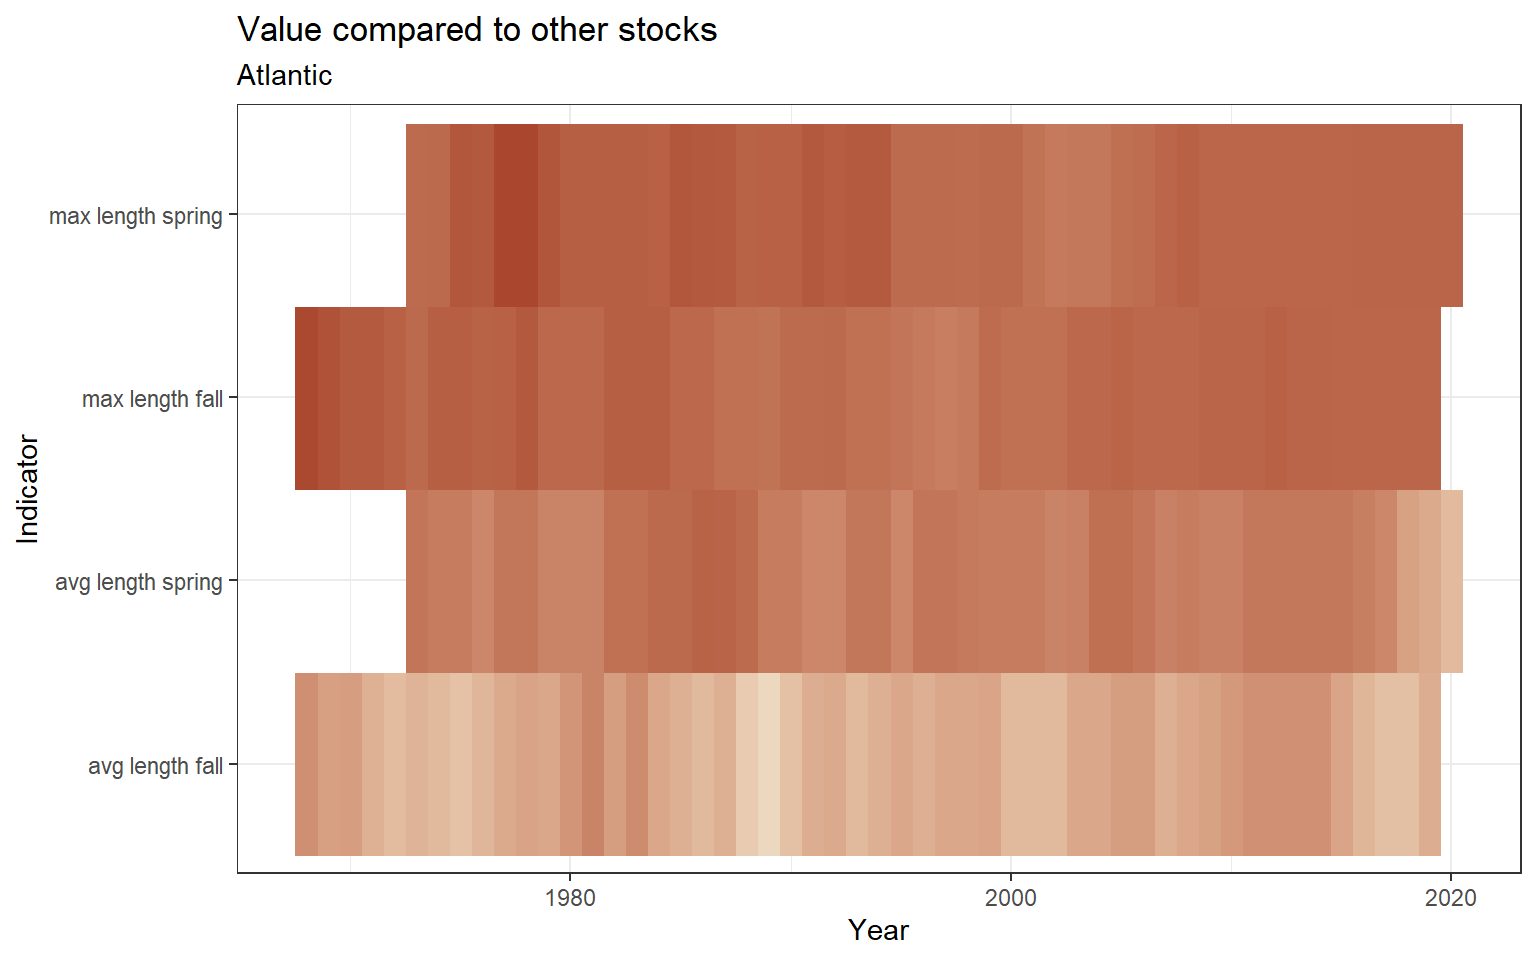 Value compared to other stocks
Atlantic
max length spring
max length fall
avg length spring
avg length fall
Indicator
1980
2000
2020
Year